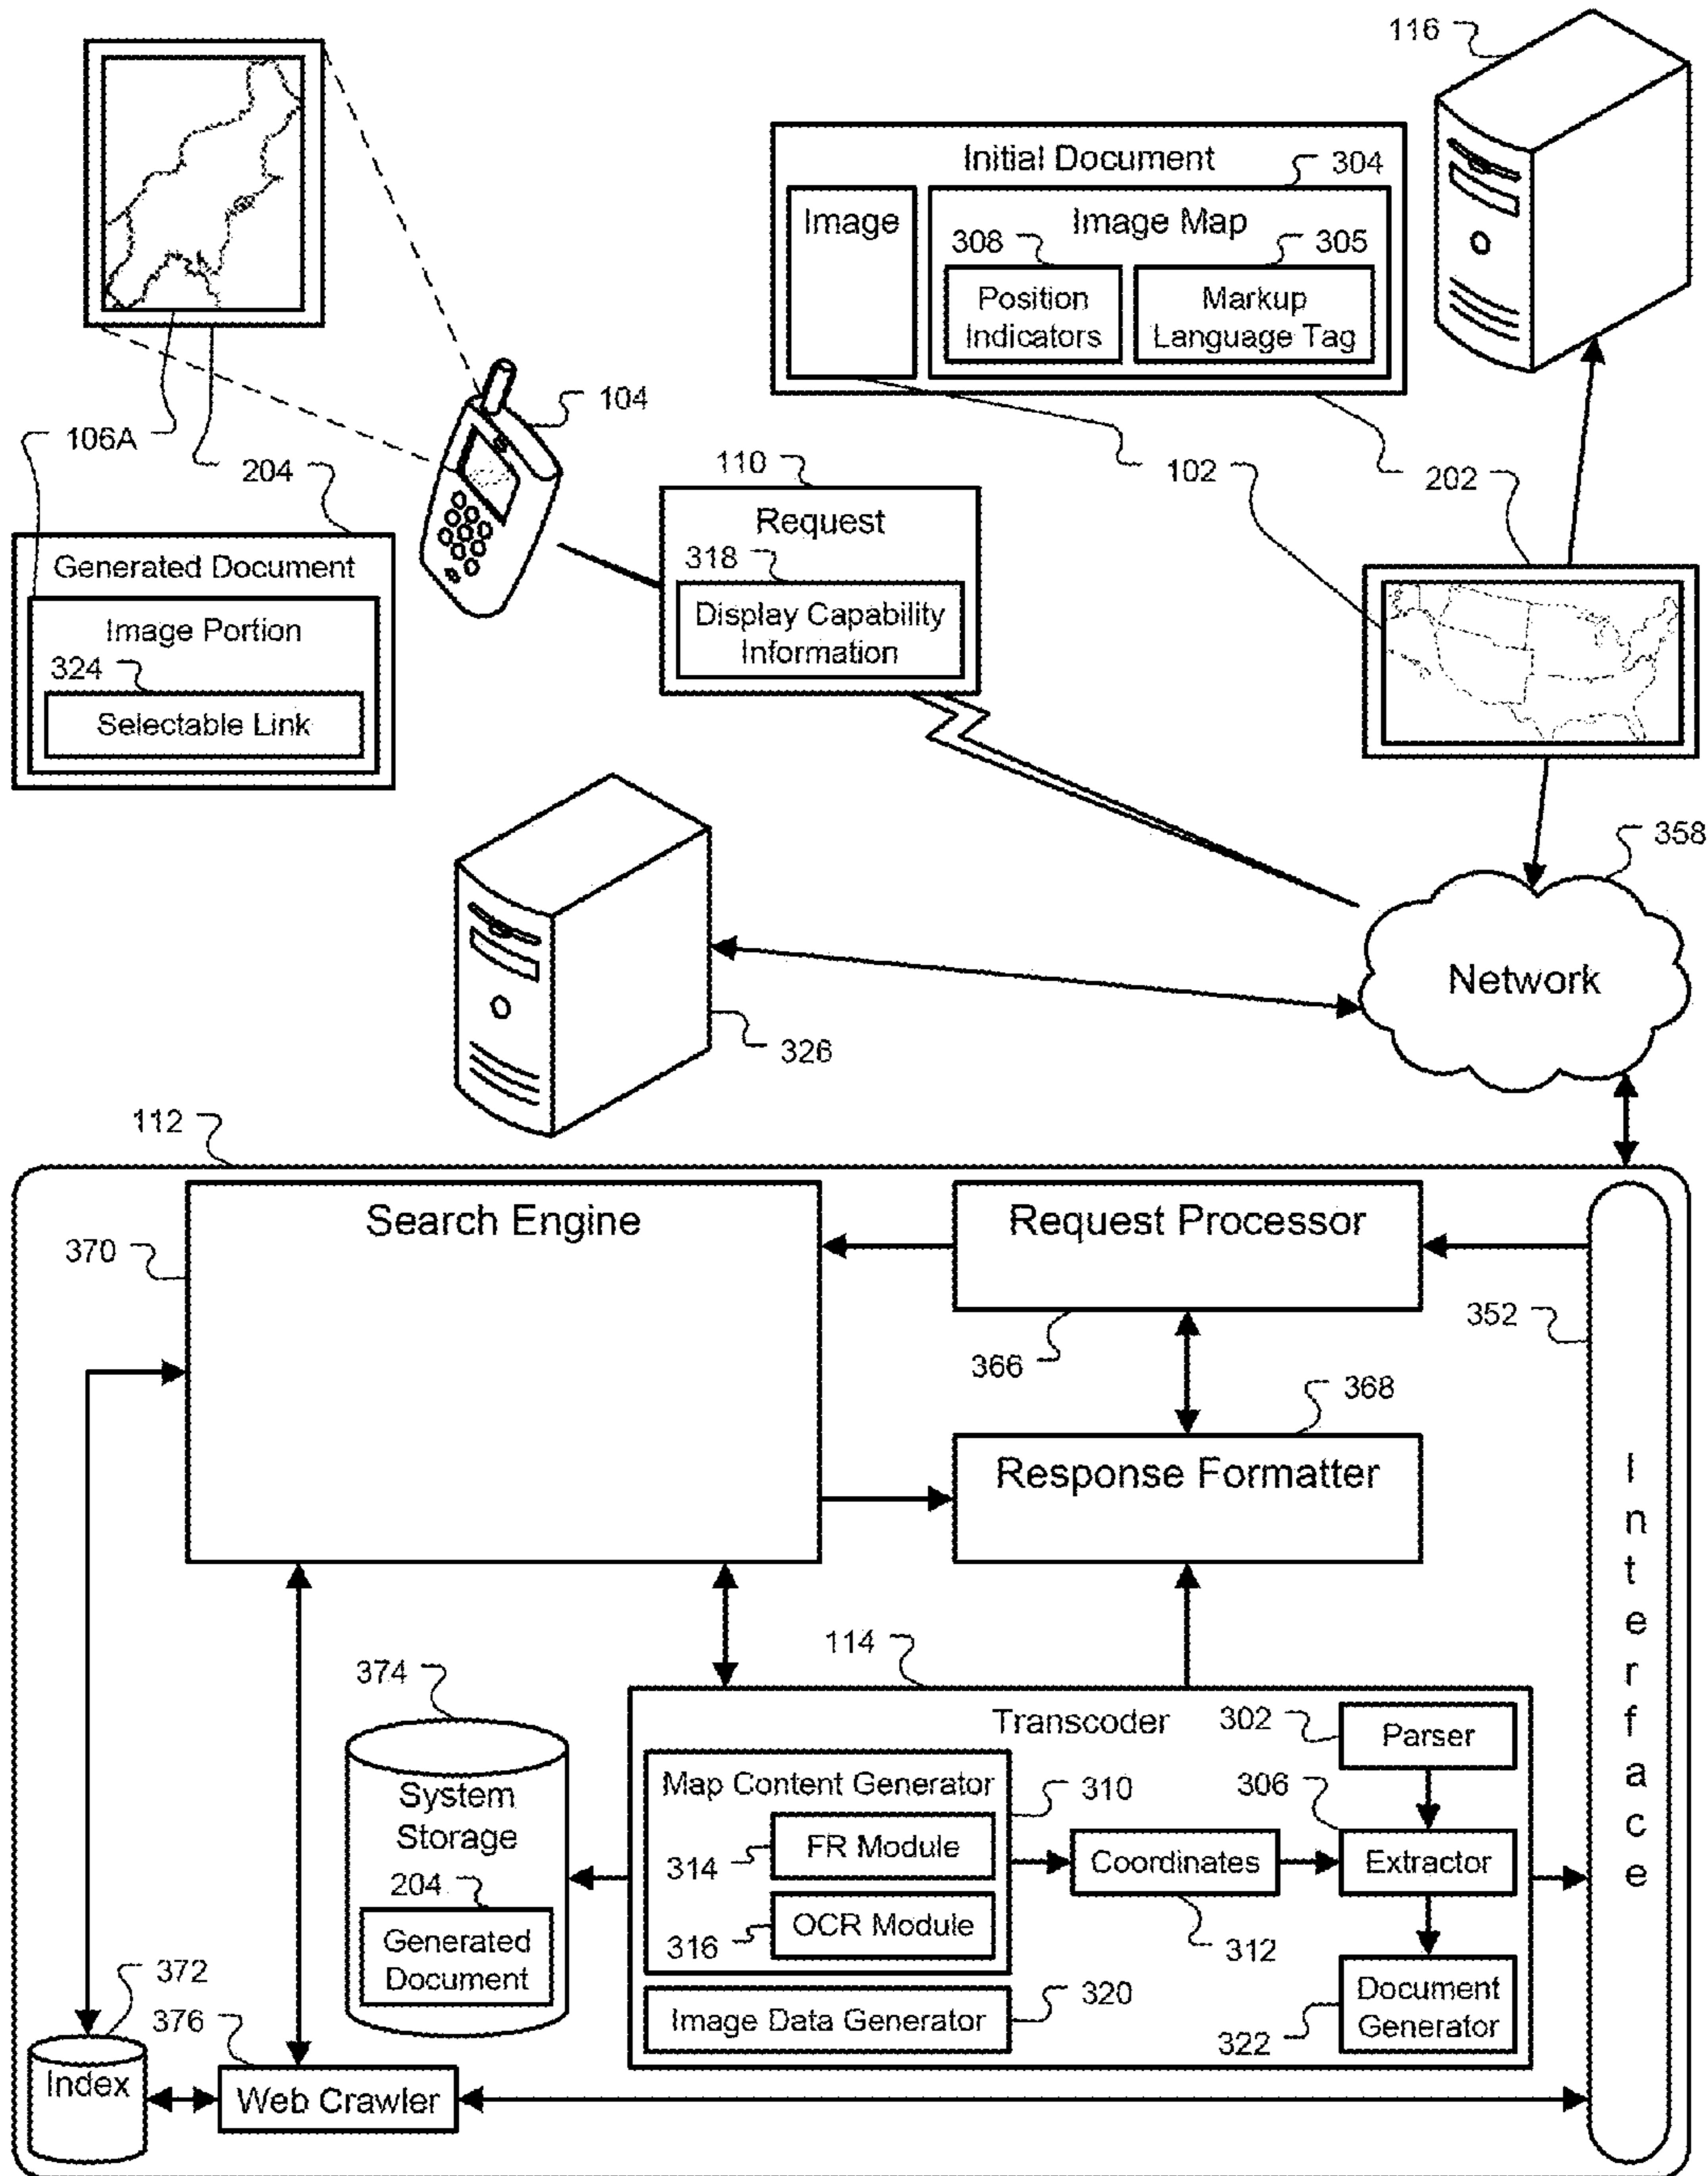 116
Initial Document
304
Image
Image Map
308
305
Position
Indicators
Markup
Language Tag
104
106A
204
110
102
202
Request
318
Display Capability
Information
Generated Document
Image Portion
324
Selectable Link
358
Network
326
112
Search Engine
Request Processor
370
352
366
368
Response Formatter
Interface
114
374
Transcoder
302
Parser
System
Storage
Map Content Generator
310
306
314
FR Module
Coordinates
Extractor
204
316
OCR Module
312
Generated
Document
372
320
Document
Generator
376
Image Data Generator
322
Index
Web Crawler